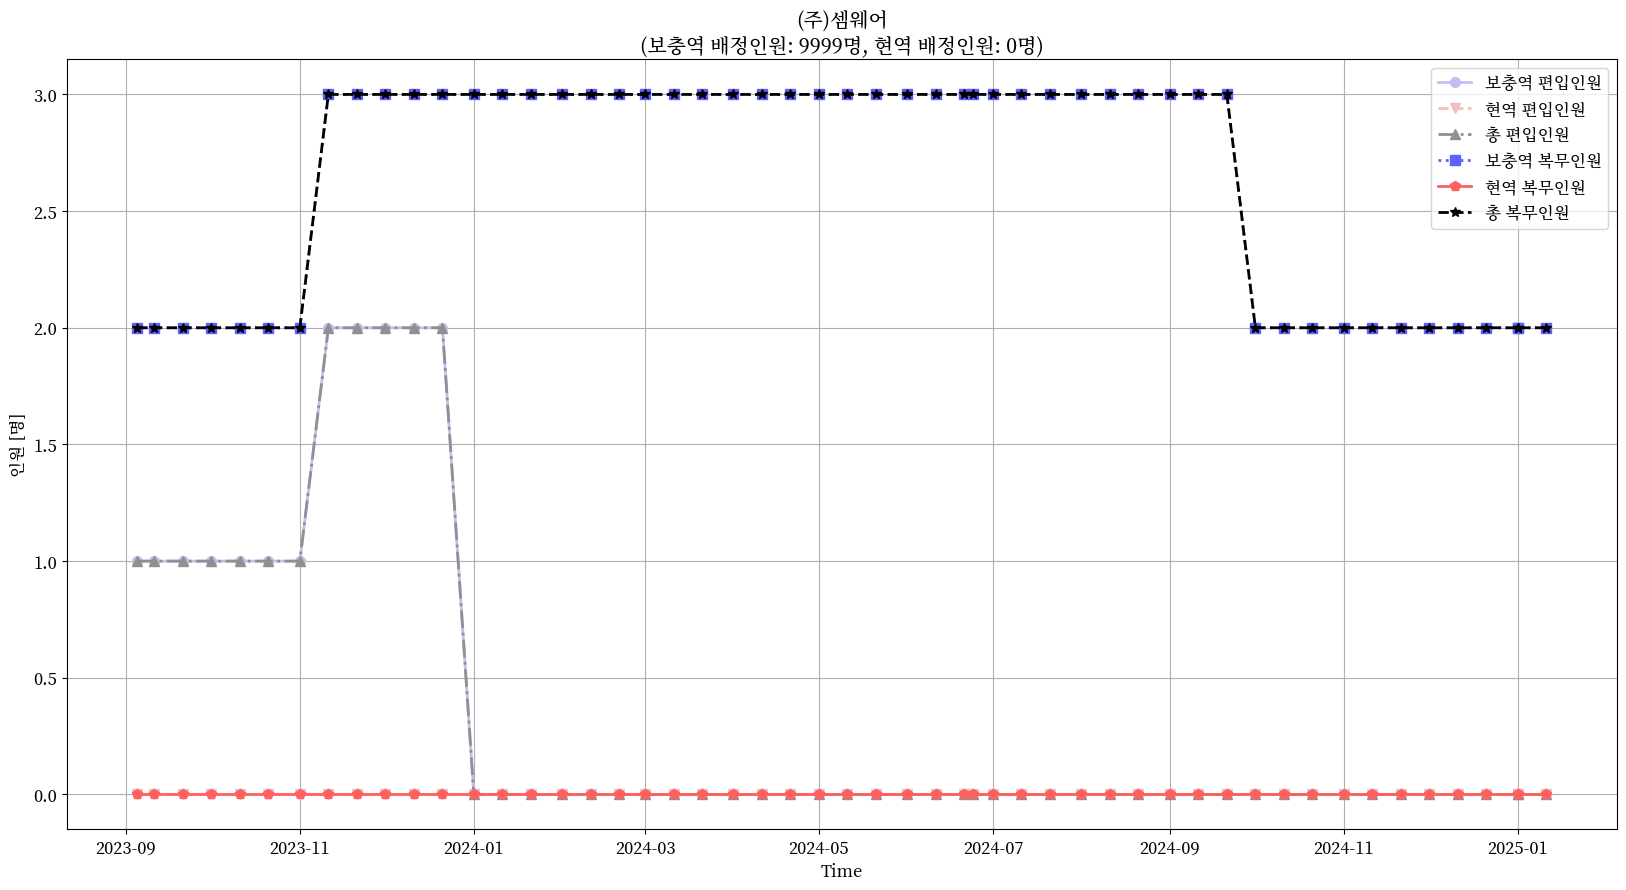 (주)셈웨어
(보충역 배정인원: 9999명, 현역 배정인원: 0명)
보충역 편입인원
현역 편입인원
총 편입인원
보충역 복무인원
현역 복무인원
총 복무인원
인원 [명]
3.0
2.5
2.0
1.5
1.0
0.5
0.0
2023-09
2023-11
2024-01
2024-03
2024-05
2024-07
2024-09
2024-11
2025-01
Time